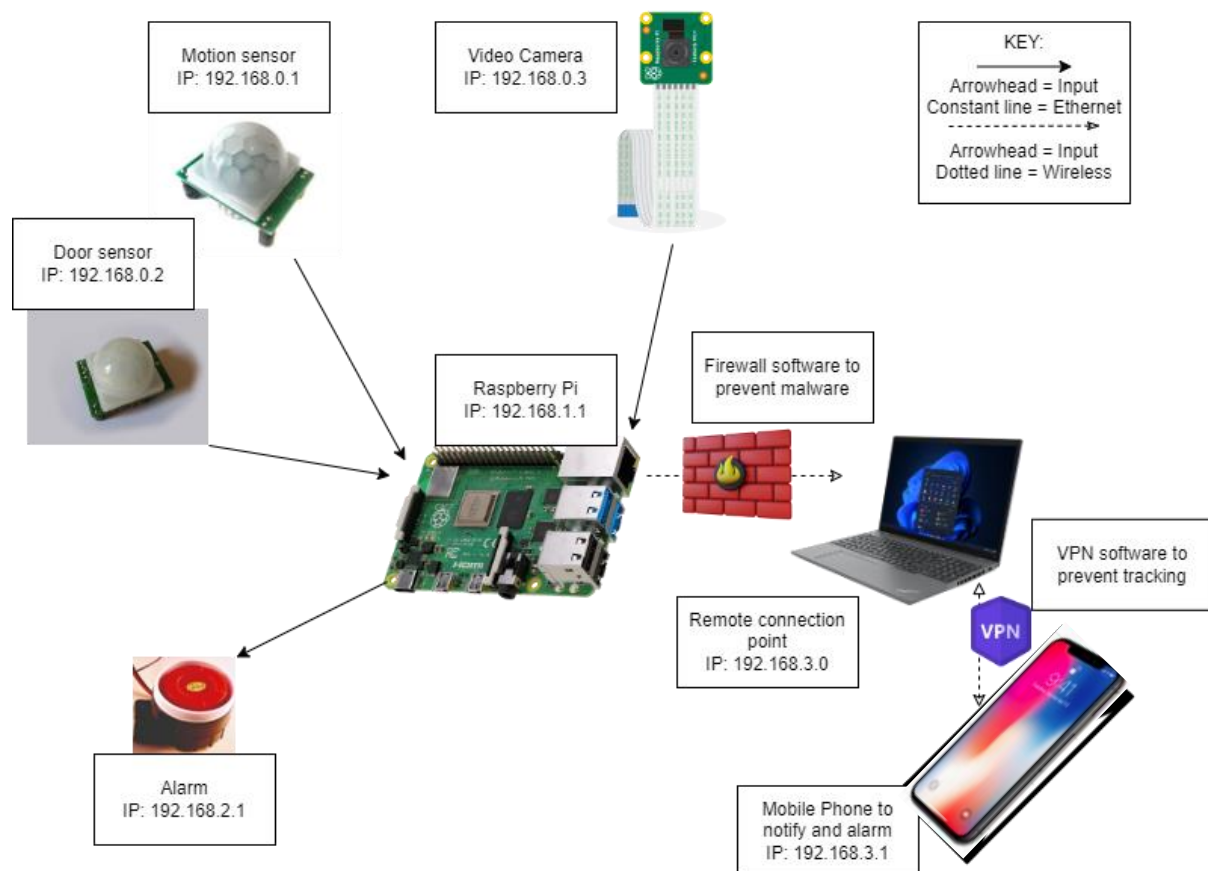 Motion sensor
IP: 192.168.0.1
Video Camera
IP: 192.168.0.3
KEY:
Arrowhead = Input
Constant line = Ethernet
Arrowhead = Input
Dotted line = Wireless
Door sensor
IP: 192.168.0.2
Raspberry Pi
IP: 192.168.1.1
Firewall software to
prevent malware
HDMI
VPN software to
prevent tracking
VPN
Remote connection
point
IP: 192.168.3.0
9:41
Alarm
IP: 192.168.2.1
Mobile Phone to
notify and alarm
IP: 192.168.3.1